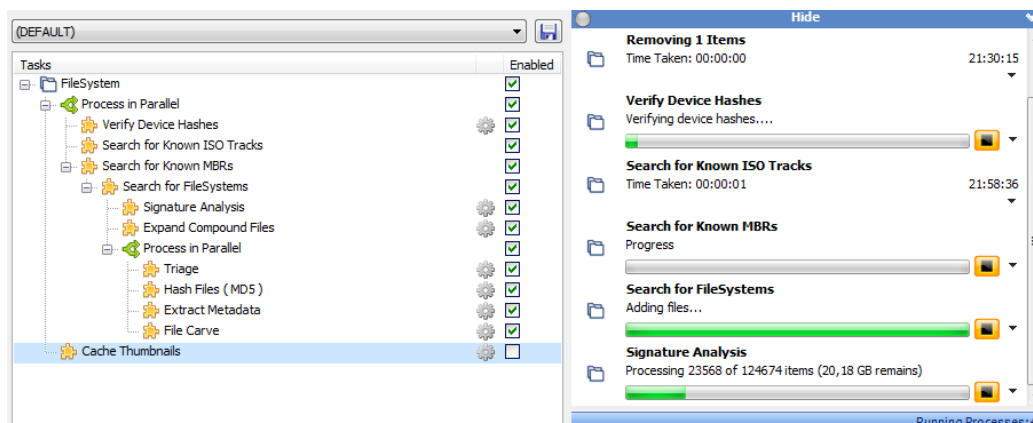 (DEFAULT)
Tasks Enabled
FileSystem
Process in Parallel
Verify Device Hashes
Search for Known ISO Tracks
Search for Known MBRs
Search for FileSystems
Signature Analysis
Expand Compound Files
Process in Parallel
Triage
Hash Files ( MD5 )
Extract Metadata
File Carve
Cache Thumbnails
Hide
Removing 1 Items
Time Taken: 00:00:00 21:30:15
Verify Device Hashes
Verifying device hashes....
Search for Known ISO Tracks
Time Taken: 00:00:01 21:58:36
Search for Known MBRs
Progress
Search for FileSystems
Adding files...
Signature Analysis
Processing 23568 of 124674 items (20,18 GB remains)
Running Processes: